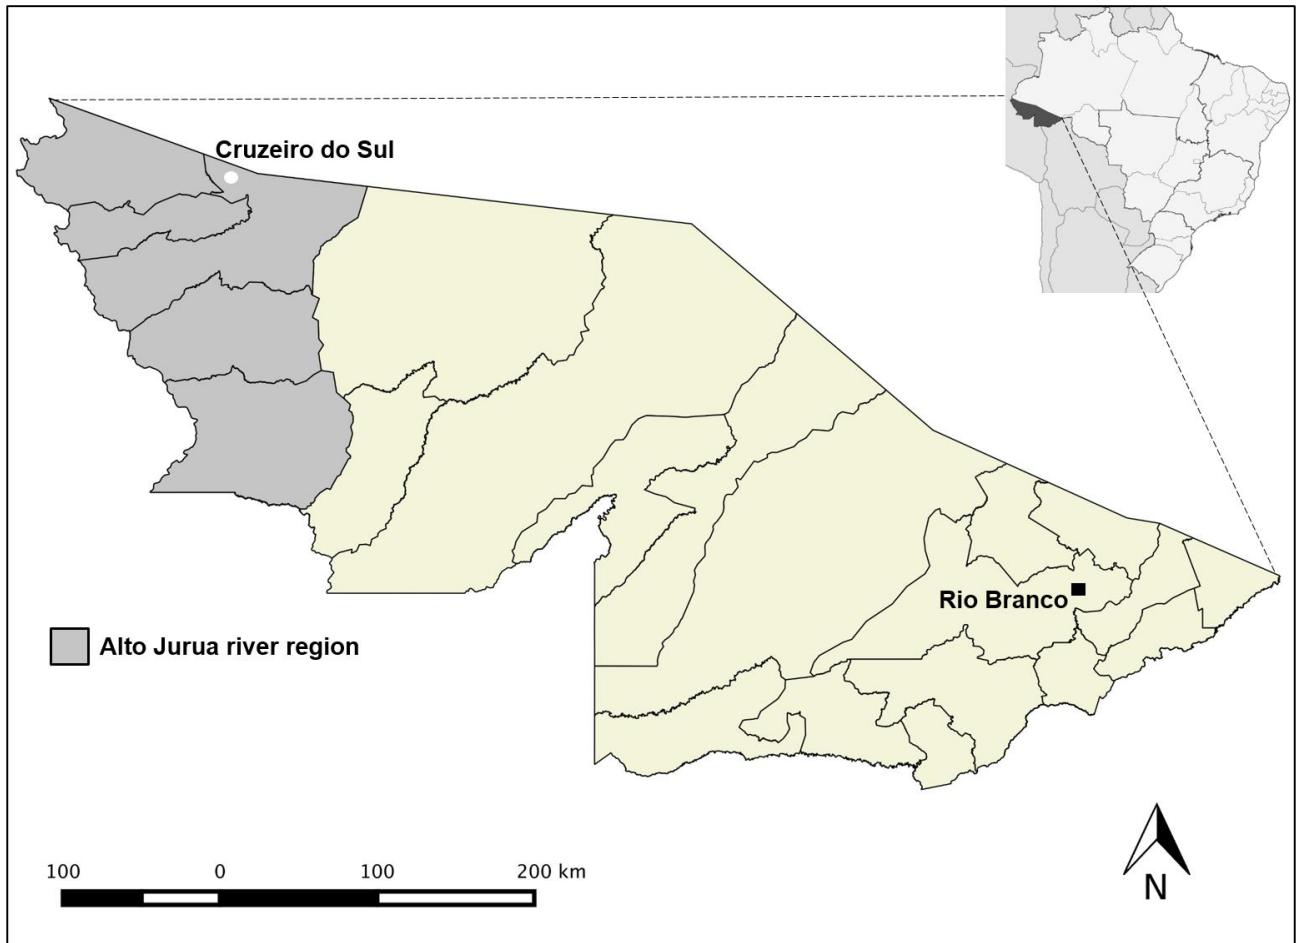 Cruzeiro do Sul
Rio Branco
Alto Jurua river region
100 0 100 200 km
N